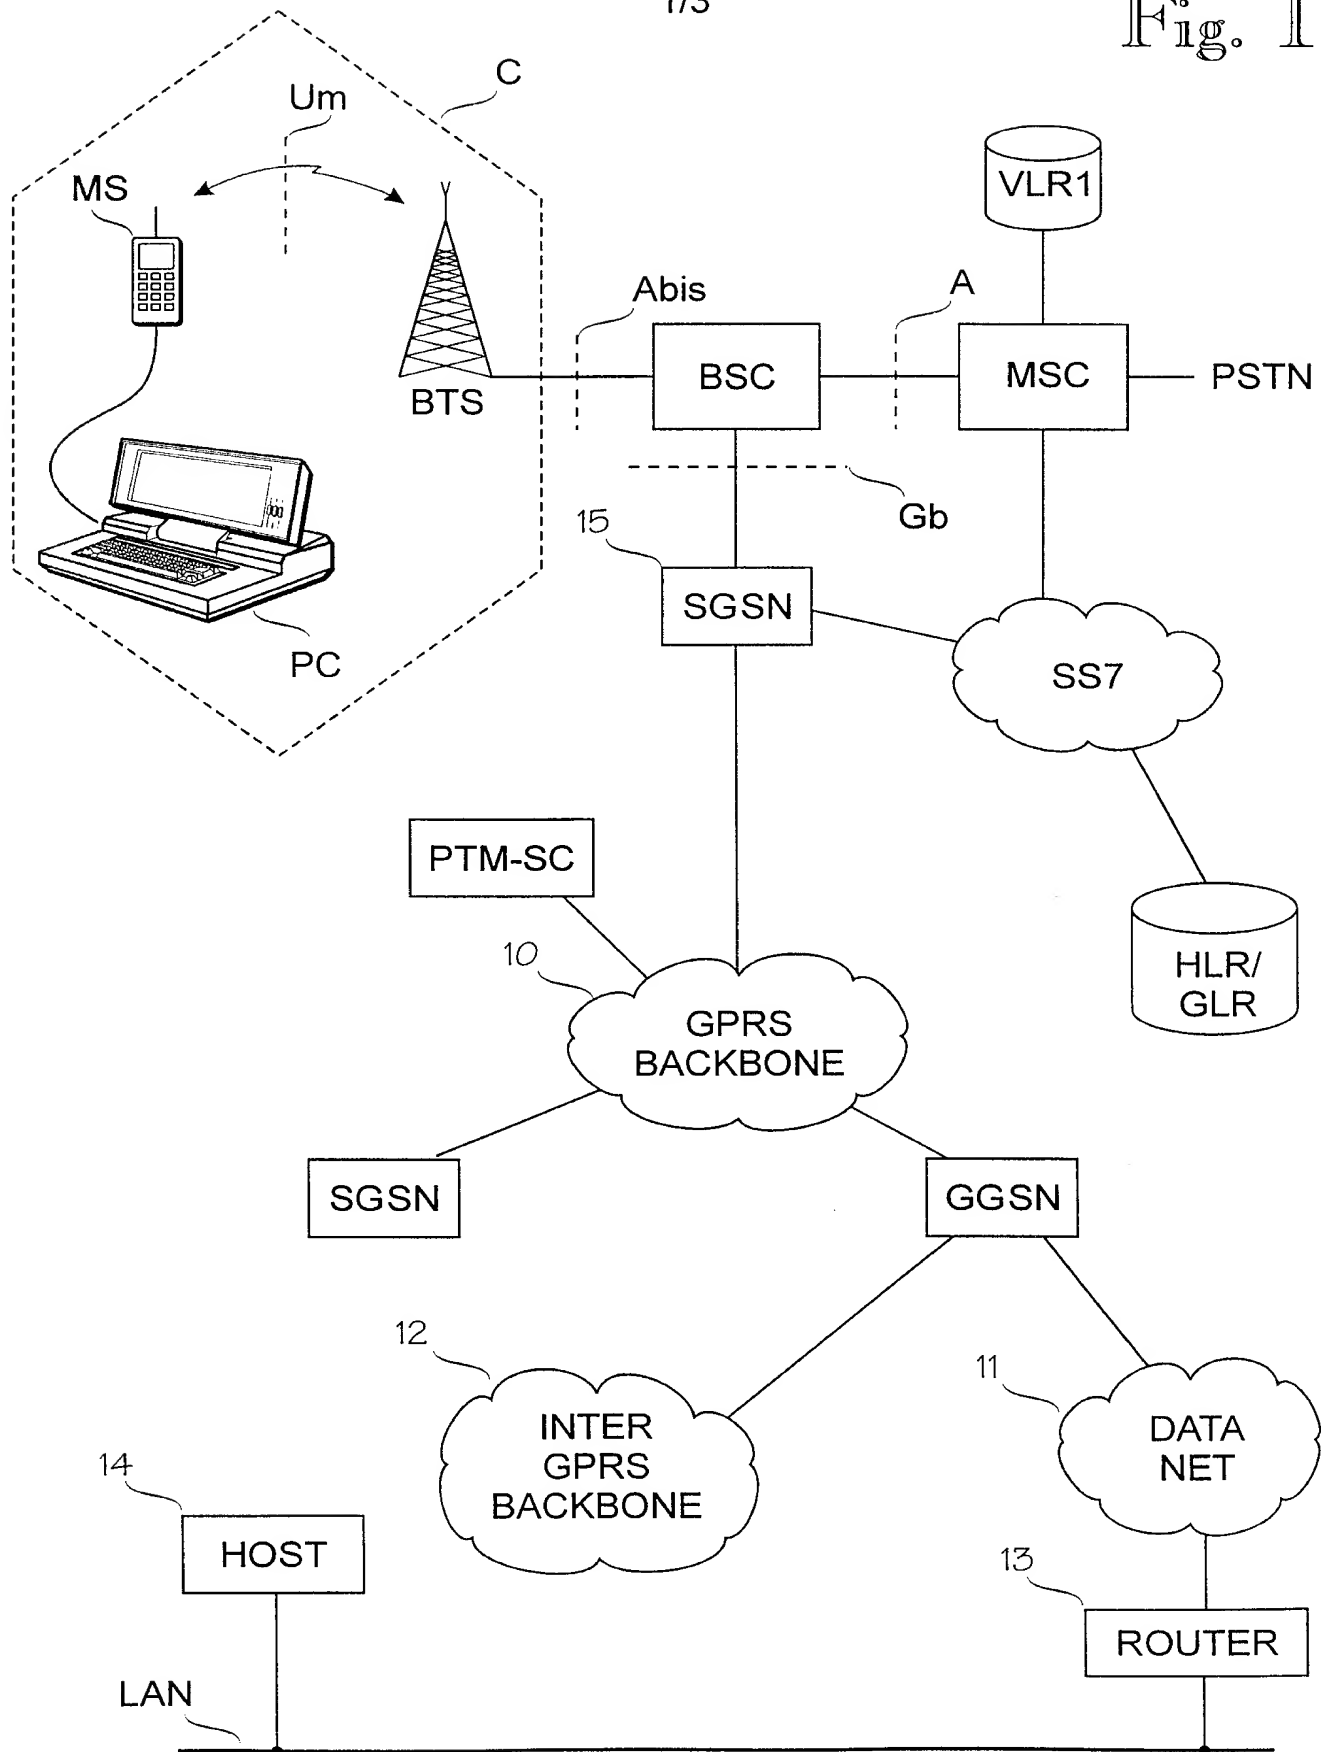 1/3
Fig. 1
C
Um
MS
VLR1
Abis
A
BTS
BSC
MSC
PSTN
Gb
15
SGSN
PC
SS7
PTM-SC
10
HLR/
GLR
GPRS
BACKBONE
SGSN
GGSN
12
11
INTER
GPRS
BACKBONE
DATA
NET
14
HOST
13
ROUTER
LAN